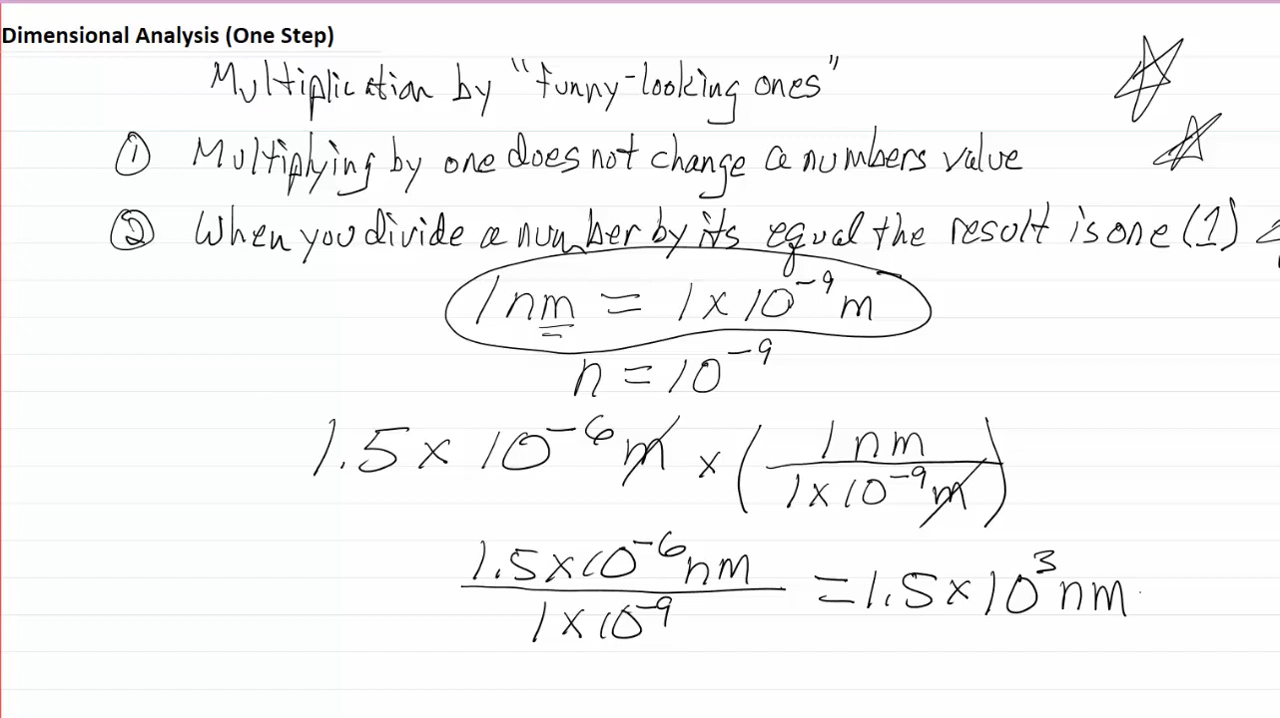 Dimensional Analysis (One Step)
Multiplication by "funny-looking ones"
① Multiplying by one does not change a numbers value
② When you divide a number by its equal the result is one (1)
1 nm = 1 x 10⁻⁹ m
n = 10⁻⁹
1.5 x 10⁻⁶ m x ( 1 nm / 1 x 10⁻⁹ m )
1.5 x 10⁻⁶ nm / 1 x 10⁻⁹ = 1.5 x 10³ nm